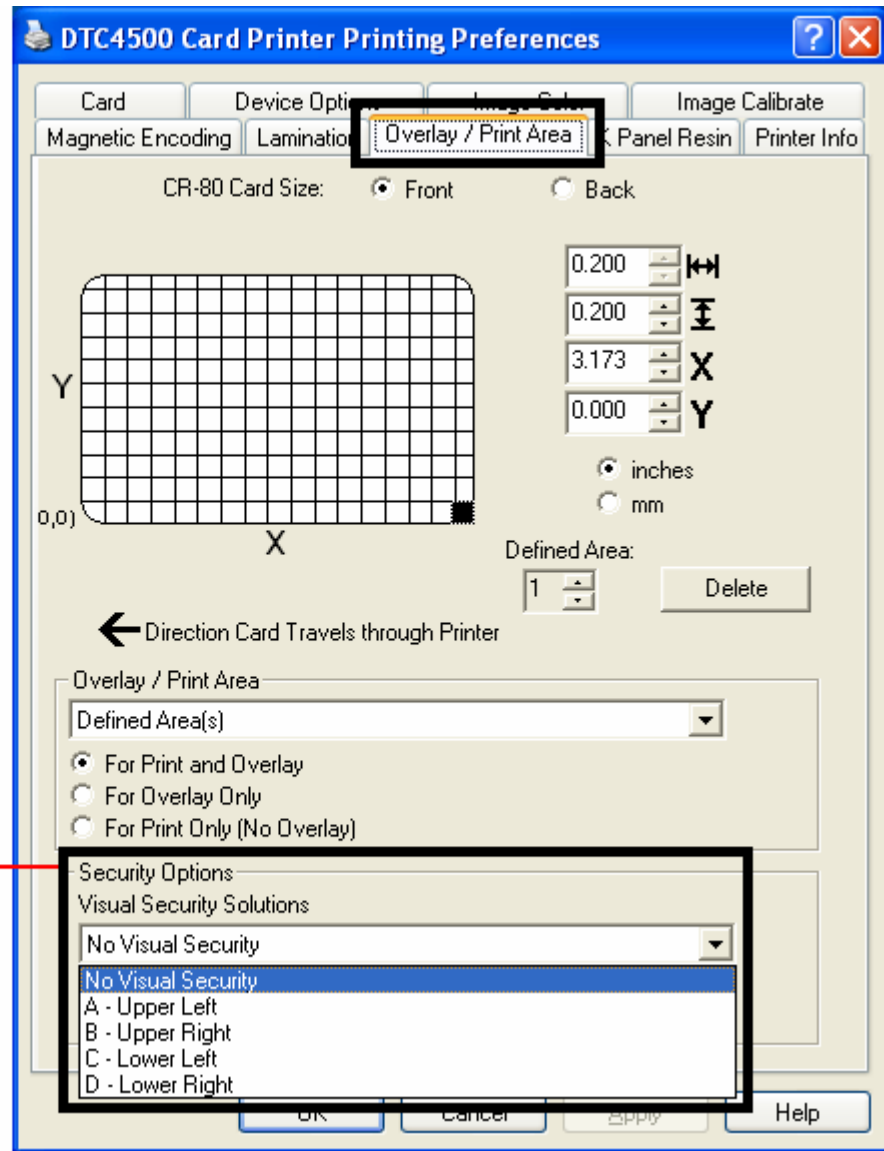 DTC4500 Card Printer Printing Preferences
Card Device Image Image Calibrate
Magnetic Encoding Lamination Overlay / Print Area Panel Resin Printer Info
CR-80 Card Size: Front Back
0.200
0.200
3.173 X
Y 0.000 Y
inches
0,0) mm
X
Defined Area:
1 Delete
Direction Card Travels through Printer
Overlay / Print Area
Defined Area(s)
For Print and Overlay
For Overlay Only
For Print Only (No Overlay)
Security Options
Visual Security Solutions
No Visual Security
No Visual Security
A - Upper Left
B - Upper Right
C - Lower Left
D - Lower Right
OK Cancel Apply Help